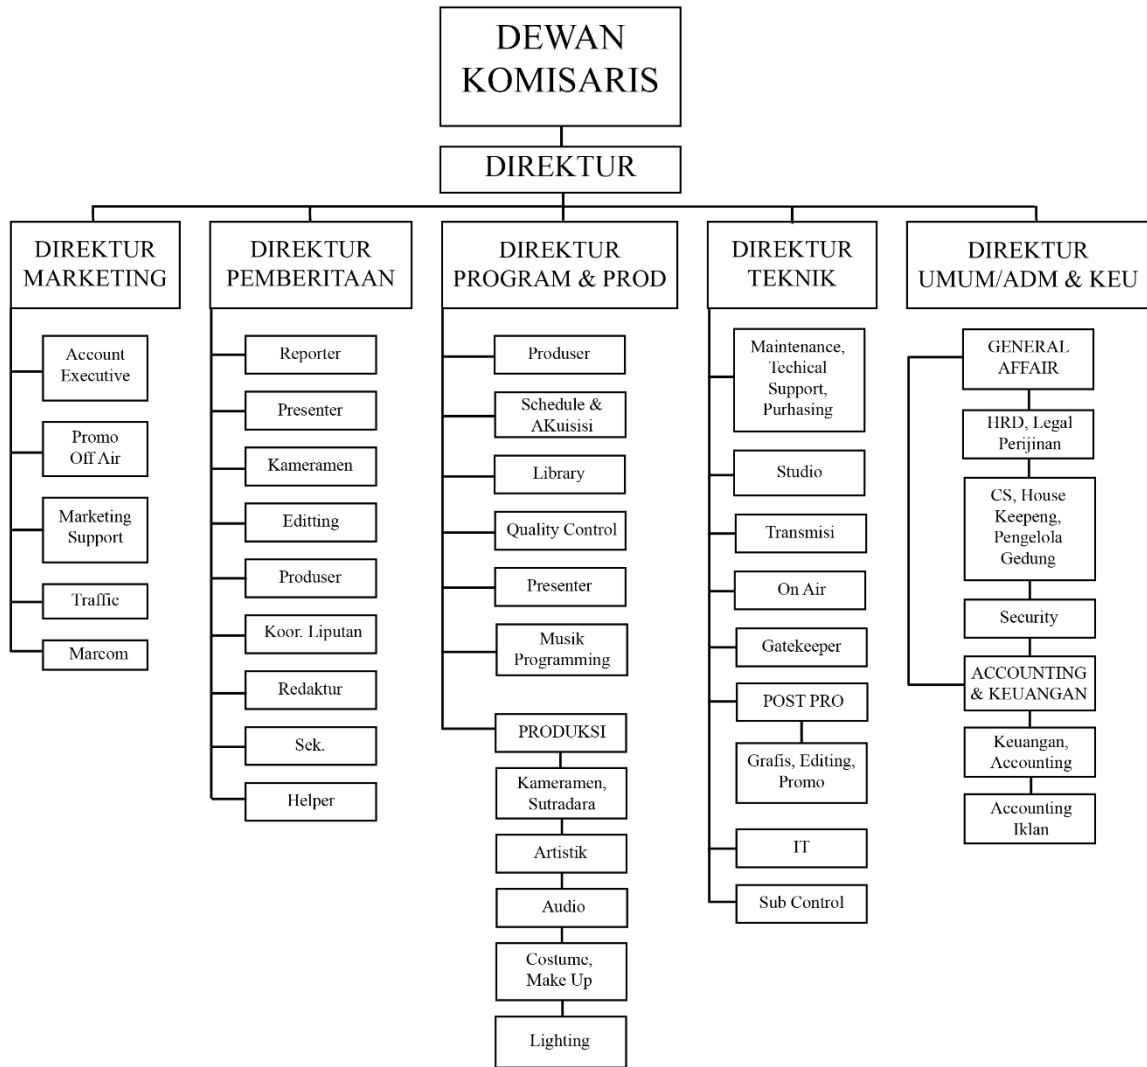 DEWAN
KOMISARIS
DIREKTUR
DIREKTUR
MARKETING
Account
Executive
Promo
Off Air
Marketing
Support
Traffic
Marcom
DIREKTUR
PEMBERITAAN
Reporter
Presenter
Kameramen
Editting
Produser
Koor. Liputan
Redaktur
Sek.
Helper
DIREKTUR
PROGRAM & PROD
Produser
Schedule &
AKuisisi
Library
Quality Control
Presenter
Musik
Programming
PRODUKSI
Kameramen,
Sutradara
Artistik
Audio
Costume,
Make Up
Lighting
DIREKTUR
TEKNIK
Maintenance,
Techical
Support,
Purhasing
Studio
Transmisi
On Air
Gatekeeper
POST PRO
Grafis, Editing,
Promo
IT
Sub Control
DIREKTUR
UMUM/ADM & KEU
GENERAL
AFFAIR
HRD, Legal
Perijinan
CS, House
Keepeng,
Pengelola
Gedung
Security
ACCOUNTING
& KEUANGAN
Keuangan,
Accounting
Accounting
Iklan